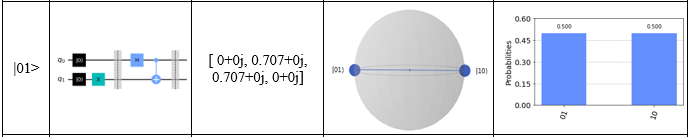 |01>
q₀ |0⟩ H
q₁ |0⟩ X
[ 0+0j, 0.707+0j,
0.707+0j, 0+0j]
|01⟩
|10⟩
Probabilities
0.60
0.45
0.30
0.15
0.00
0.500
0.500
01
10